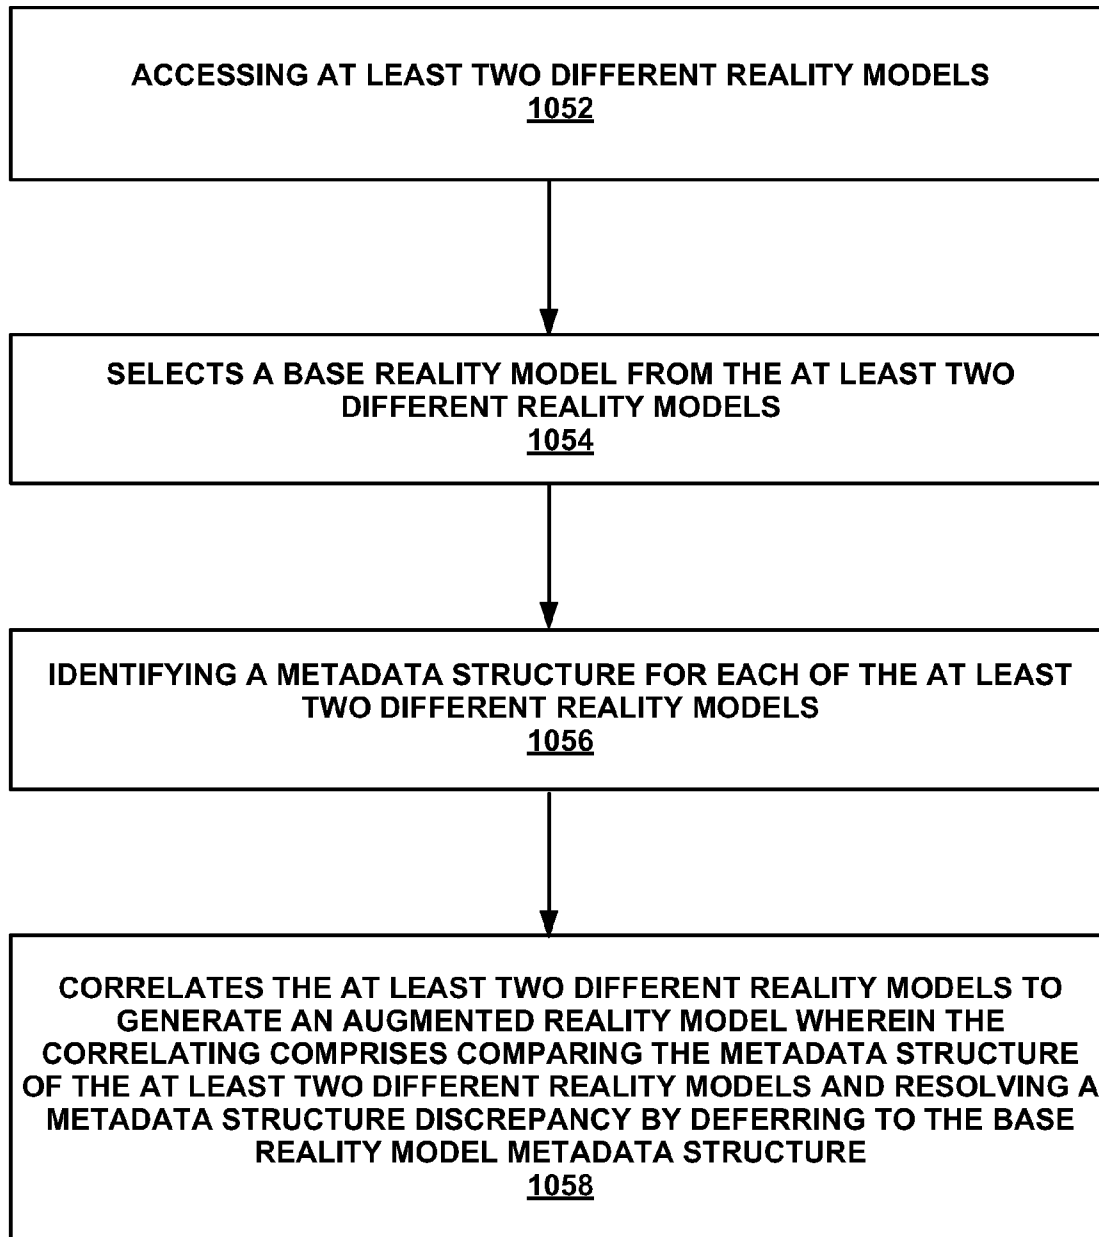 ACCESSING AT LEAST TWO DIFFERENT REALITY MODELS
1052
SELECTS A BASE REALITY MODEL FROM THE AT LEAST TWO
DIFFERENT REALITY MODELS
1054
IDENTIFYING A METADATA STRUCTURE FOR EACH OF THE AT LEAST
TWO DIFFERENT REALITY MODELS
1056
CORRELATES THE AT LEAST TWO DIFFERENT REALITY MODELS TO
GENERATE AN AUGMENTED REALITY MODEL WHEREIN THE
CORRELATING COMPRISES COMPARING THE METADATA STRUCTURE
OF THE AT LEAST TWO DIFFERENT REALITY MODELS AND RESOLVING A
METADATA STRUCTURE DISCREPANCY BY DEFERRING TO THE BASE
REALITY MODEL METADATA STRUCTURE
1058